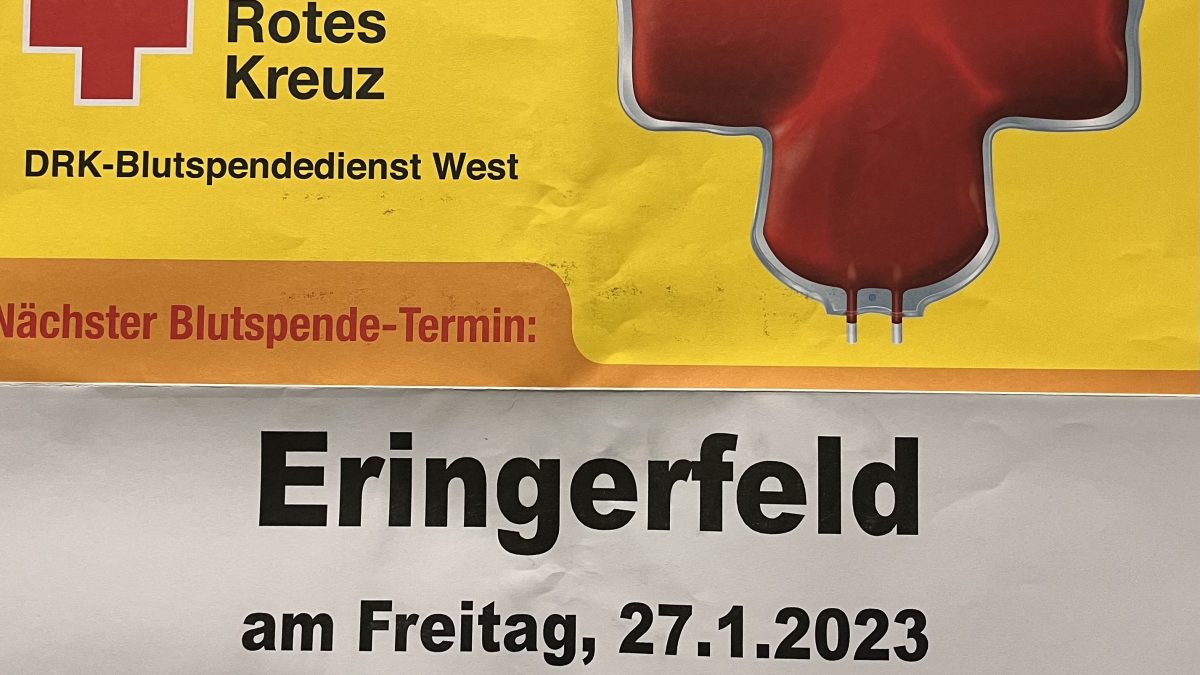 Rotes
Kreuz
DRK-Blutspendedienst West
Nächster Blutspende-Termin:
Eringerfeld
am Freitag, 27.1.2023